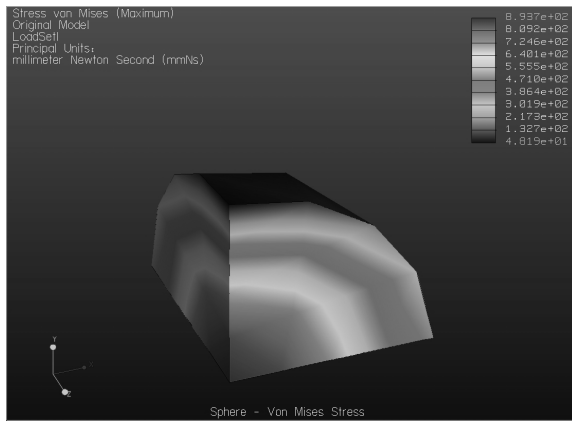 Stress von Mises (Maximum)
Original Model
LoadSet1
Principal Units:
millimeter Newton Second (mmNs)
8.937e+02
8.092e+02
7.246e+02
6.401e+02
5.555e+02
4.710e+02
3.864e+02
3.019e+02
2.173e+02
1.327e+02
4.819e+01
Y
Z
Sphere - Von Mises Stress